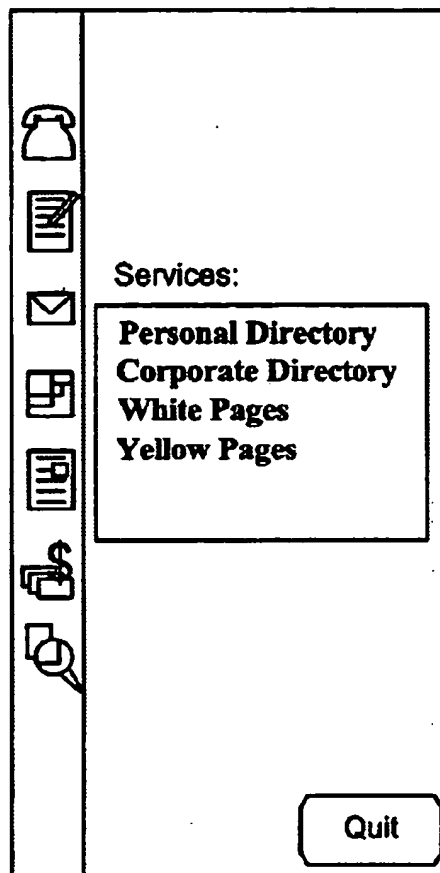 Services:
Personal Directory
Corporate Directory
White Pages
Yellow Pages
$
Quit